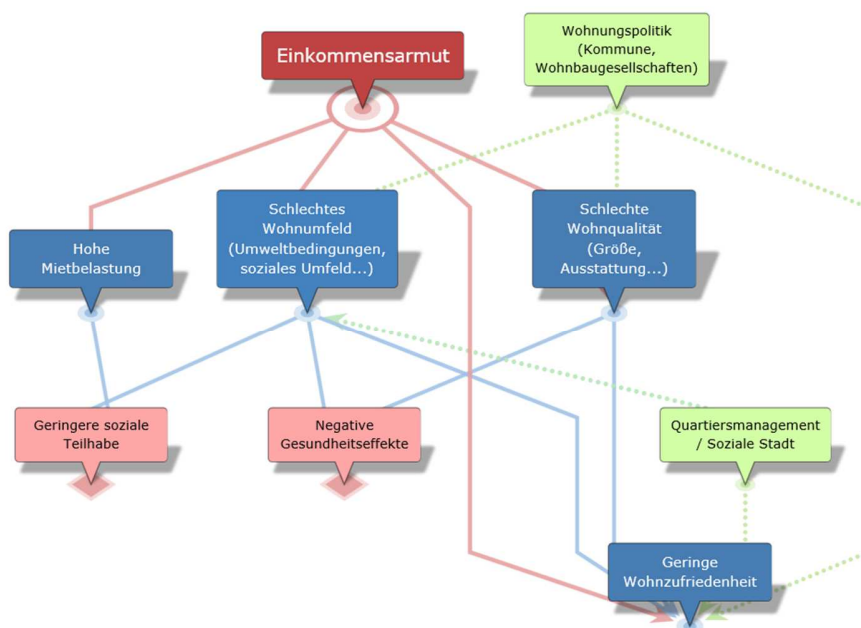 Einkommensarmut
Wohnungspolitik
(Kommune,
Wohnbaugesellschaften)
Hohe
Mietbelastung
Schlechtes
Wohnumfeld
(Umweltbedingungen,
soziales Umfeld...)
Schlechte
Wohnqualität
(Größe,
Ausstattung...)
Geringere soziale
Teilhabe
Negative
Gesundheitseffekte
Quartiersmanagement
/ Soziale Stadt
Geringe
Wohnzufriedenheit